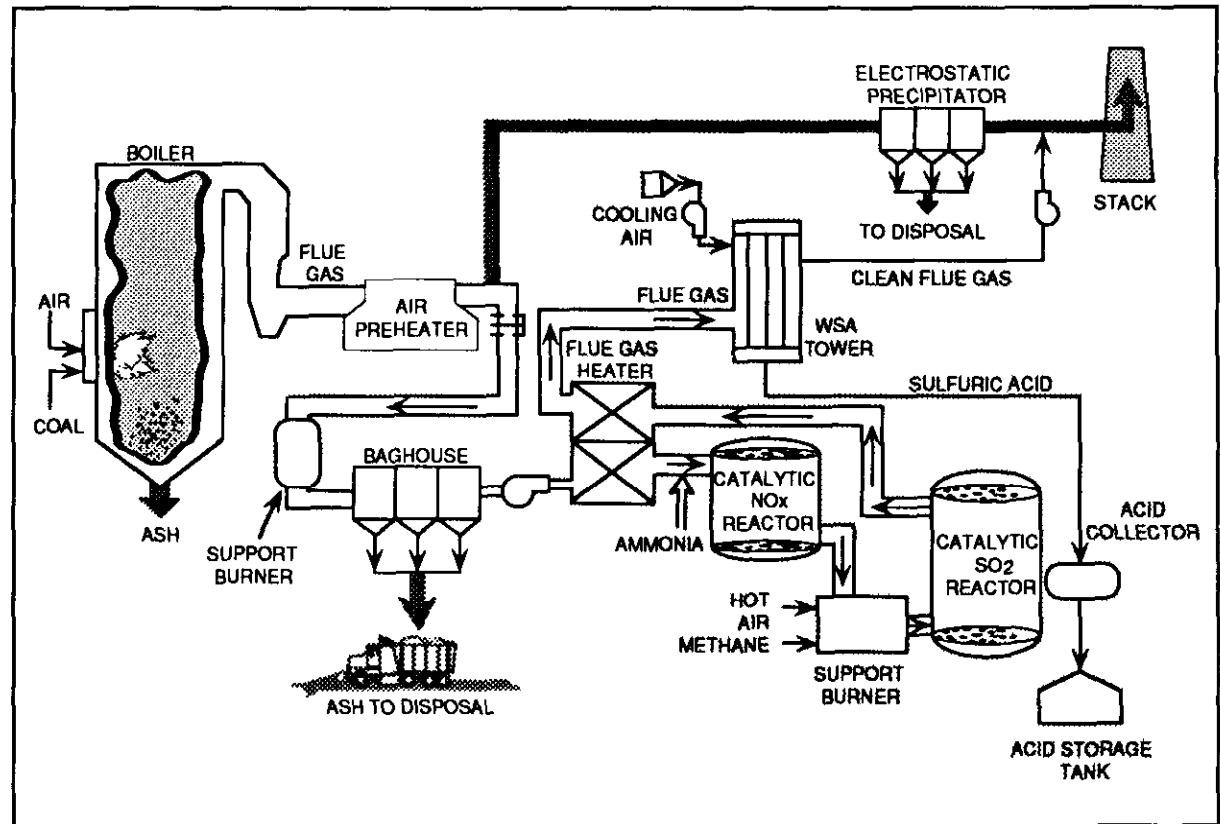 ELECTROSTATIC
PRECIPITATOR
BOILER
STACK
COOLING
AIR
TO DISPOSAL
FLUE
GAS
CLEAN FLUE GAS
AIR
FLUE GAS
AIR
PREHEATER
WSA
TOWER
FLUE GAS
HEATER
SULFURIC ACID
COAL
BAGHOUSE
CATALYTIC
NOx
REACTOR
ACID
COLLECTOR
ASH
AMMONIA
SUPPORT
BURNER
CATALYTIC
SO2
REACTOR
HOT
AIR
METHANE
SUPPORT
BURNER
ASH TO DISPOSAL
ACID STORAGE
TANK